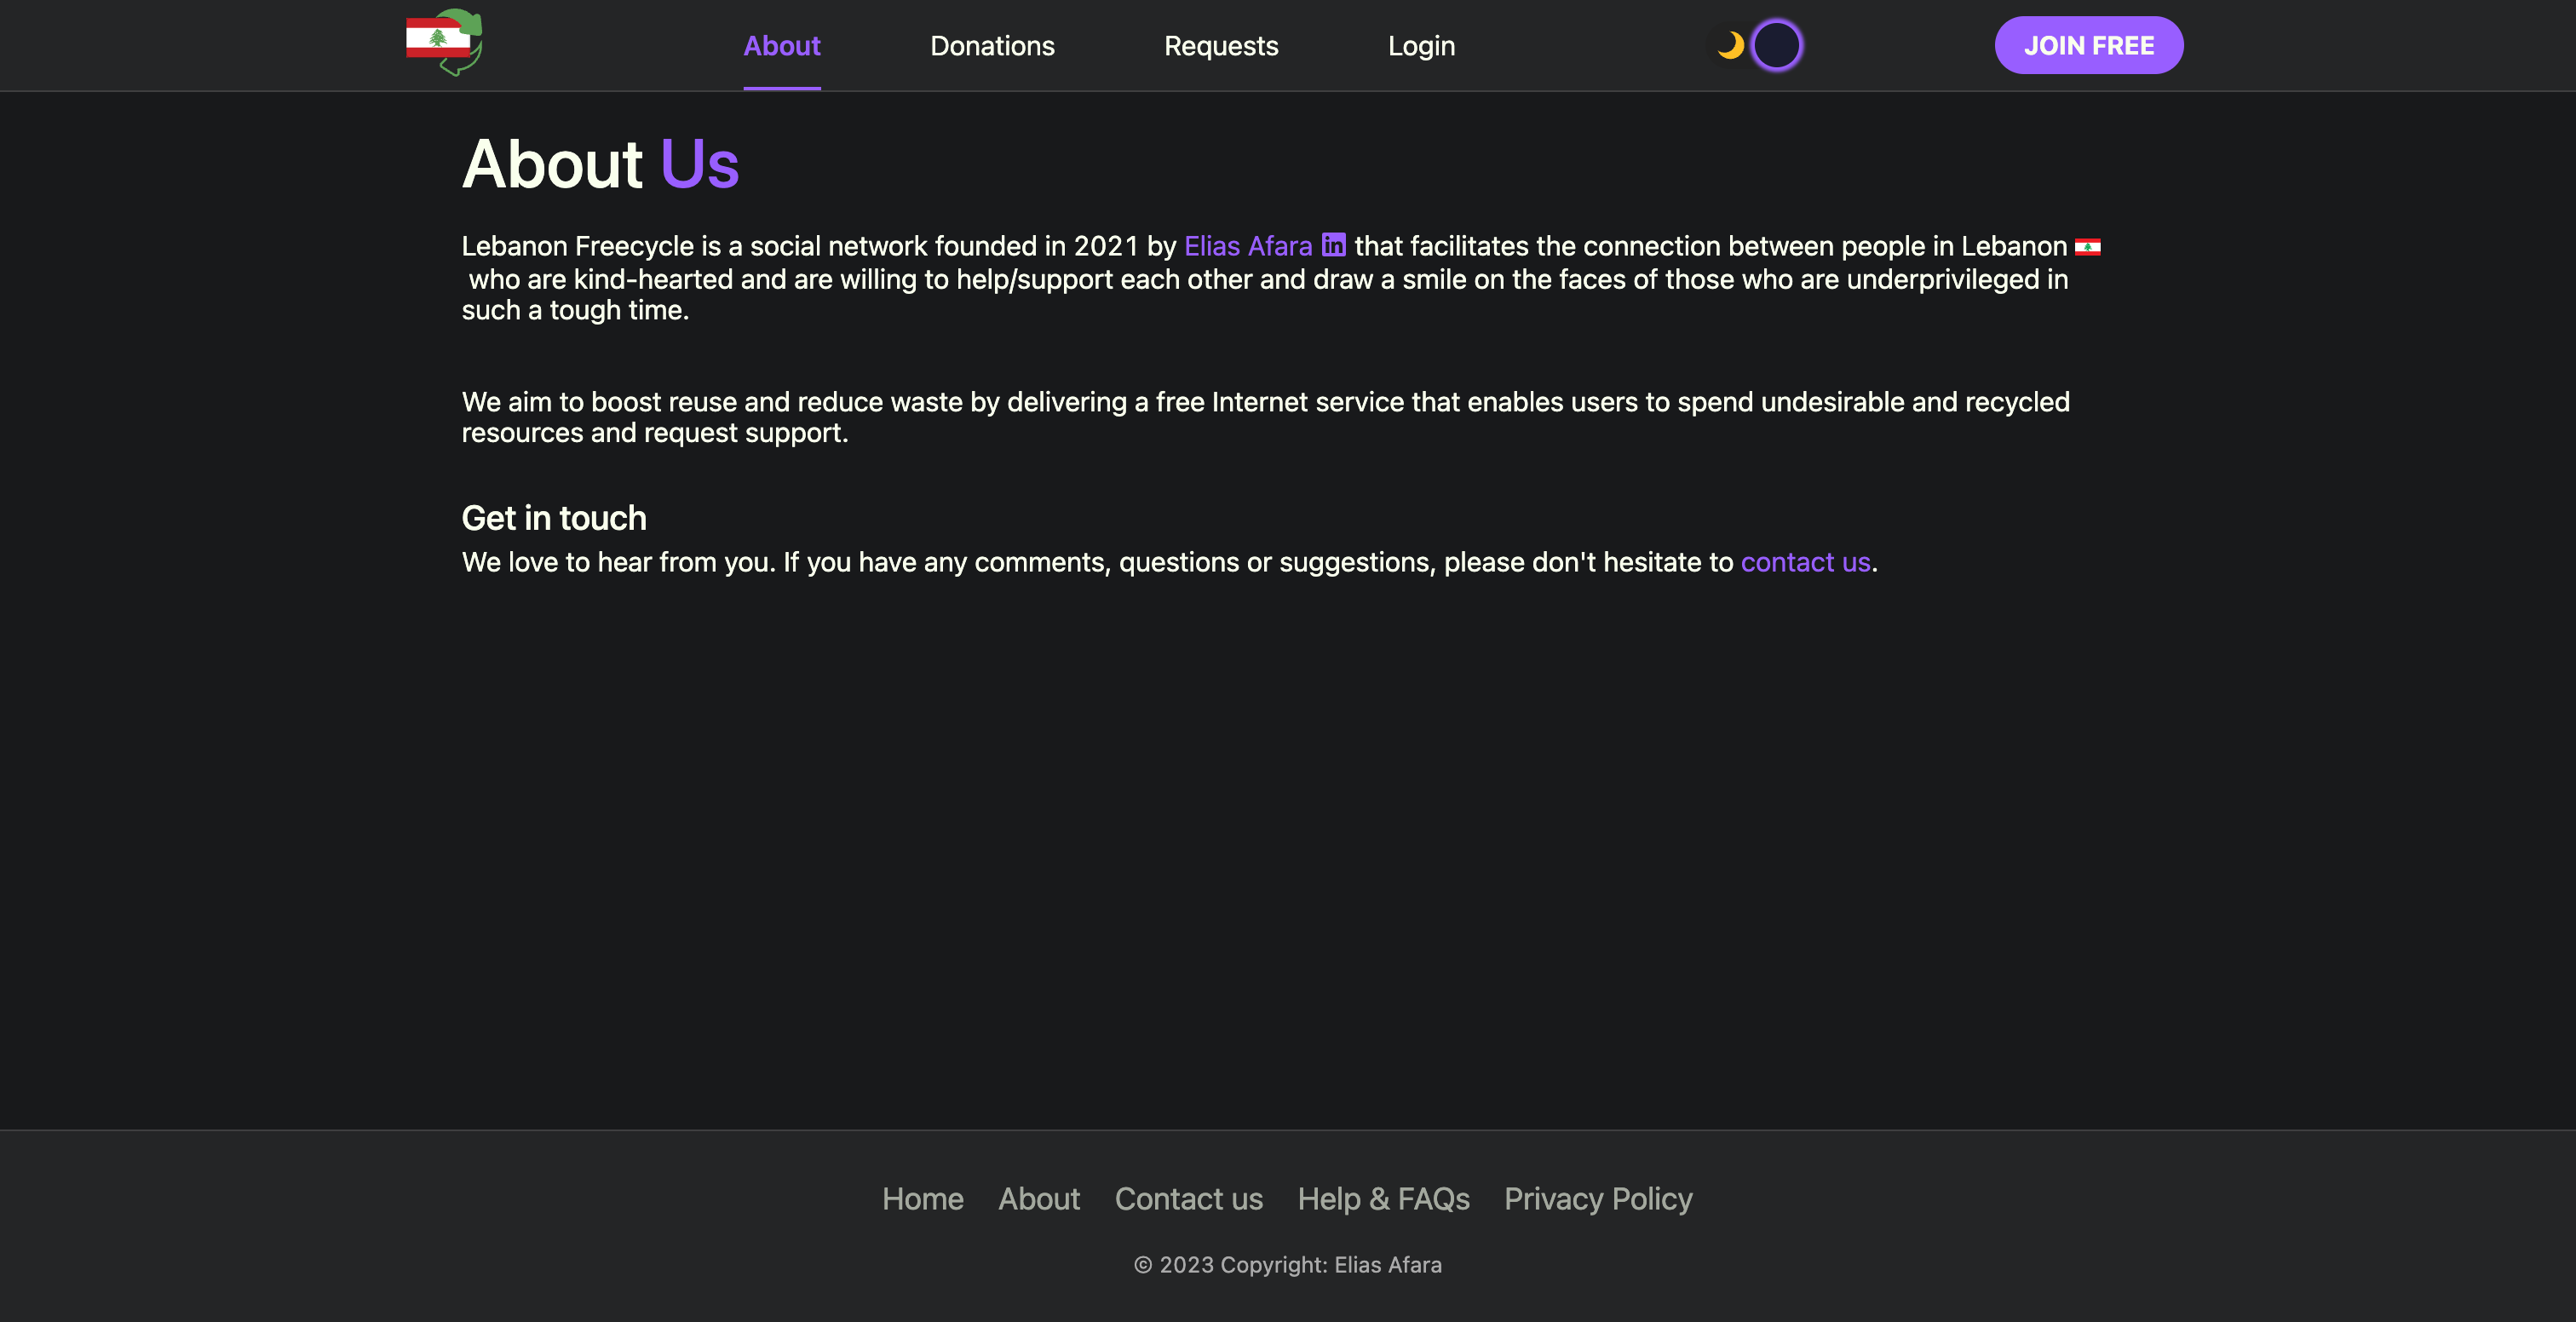 About
Donations
Requests
Login
JOIN FREE
About Us
Lebanon Freecycle is a social network founded in 2021 by Elias Afara in that facilitates the connection between people in Lebanon
who are kind-hearted and are willing to help/support each other and draw a smile on the faces of those who are underprivileged in
such a tough time.
We aim to boost reuse and reduce waste by delivering a free Internet service that enables users to spend undesirable and recycled
resources and request support.
Get in touch
We love to hear from you. If you have any comments, questions or suggestions, please don't hesitate to contact us.
Home About Contact us Help & FAQs Privacy Policy
© 2023 Copyright: Elias Afara